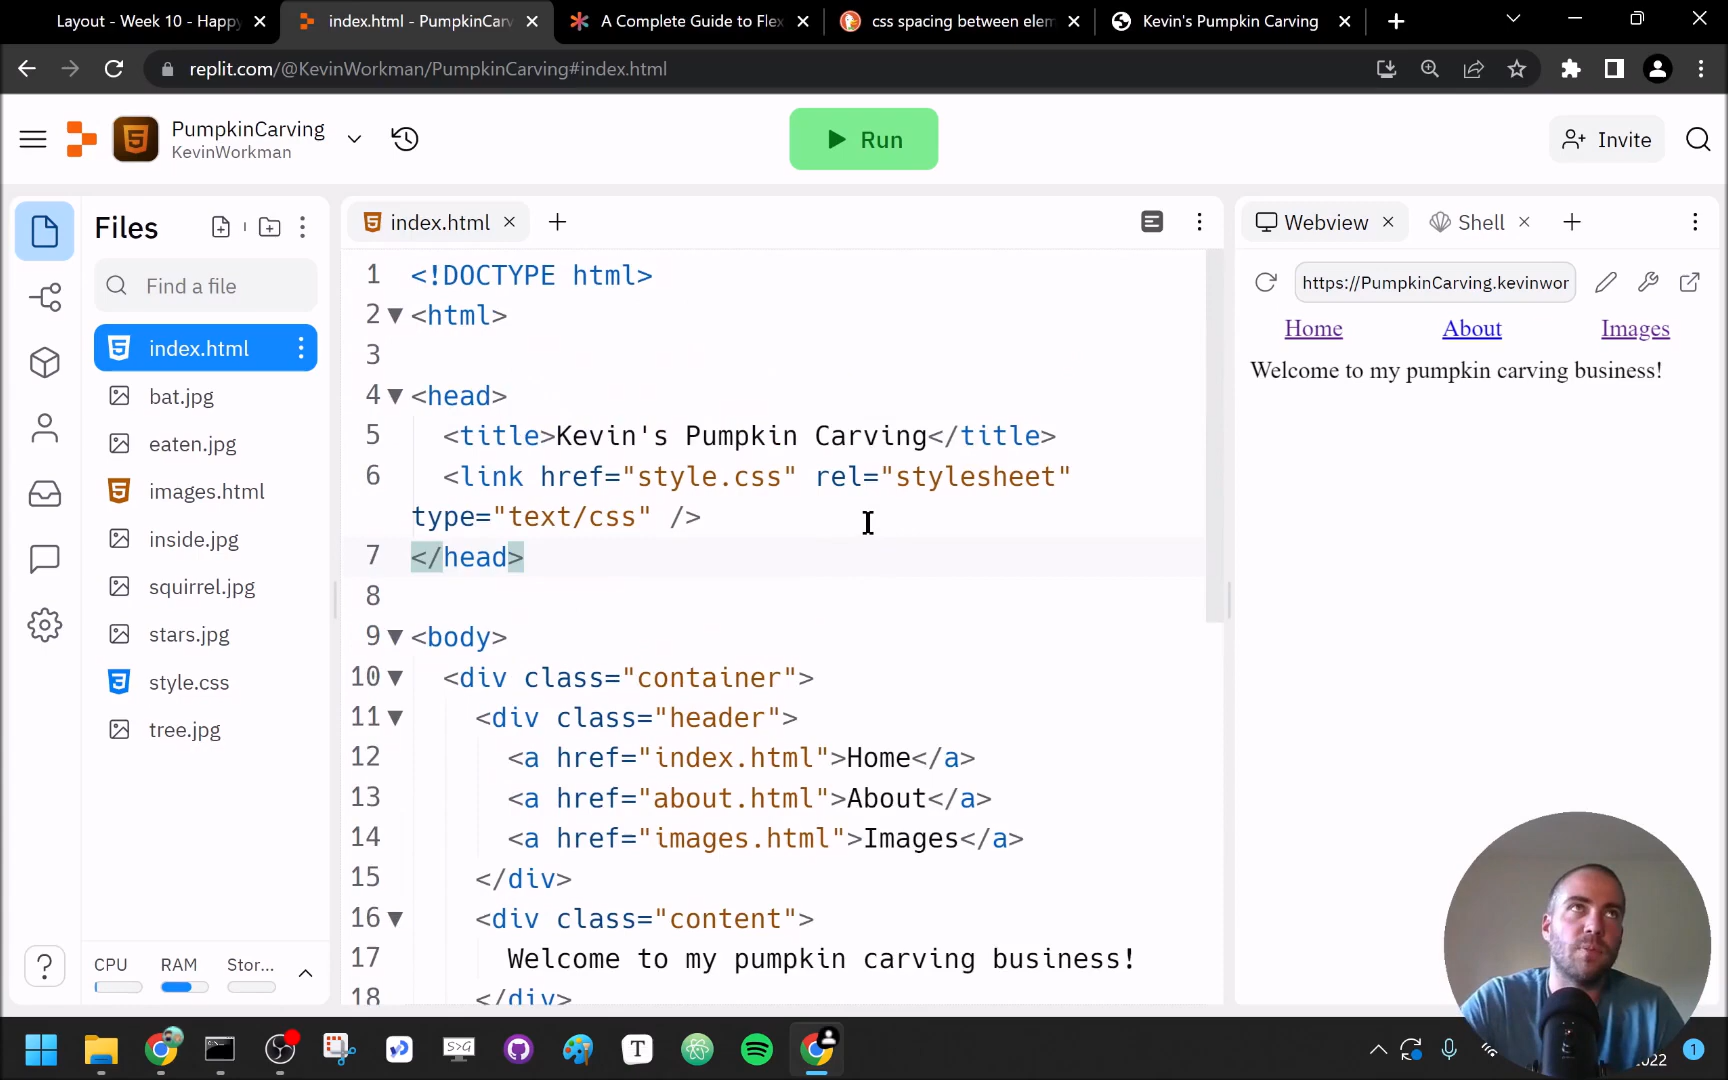 Layout - Week 10 - Happy
index.html - PumpkinCarv
A Complete Guide to Flex
css spacing between elem
Kevin's Pumpkin Carving
replit.com/@KevinWorkman/PumpkinCarving#index.html
PumpkinCarving
KevinWorkman
Run
Invite
Files
Find a file
index.html
bat.jpg
eaten.jpg
images.html
inside.jpg
squirrel.jpg
stars.jpg
style.css
tree.jpg
CPU RAM Stor...
index.html
1 <!DOCTYPE html>
2 <html>
3
4 <head>
5 <title>Kevin's Pumpkin Carving</title>
6 <link href="style.css" rel="stylesheet"
type="text/css" />
7 </head>
8
9 <body>
10 <div class="container">
11 <div class="header">
12 <a href="index.html">Home</a>
13 <a href="about.html">About</a>
14 <a href="images.html">Images</a>
15 </div>
16 <div class="content">
17 Welcome to my pumpkin carving business!
18 </div>
Webview
Shell
https://PumpkinCarving.kevinwor
Home About Images
Welcome to my pumpkin carving business!
S>G
T
2022
1